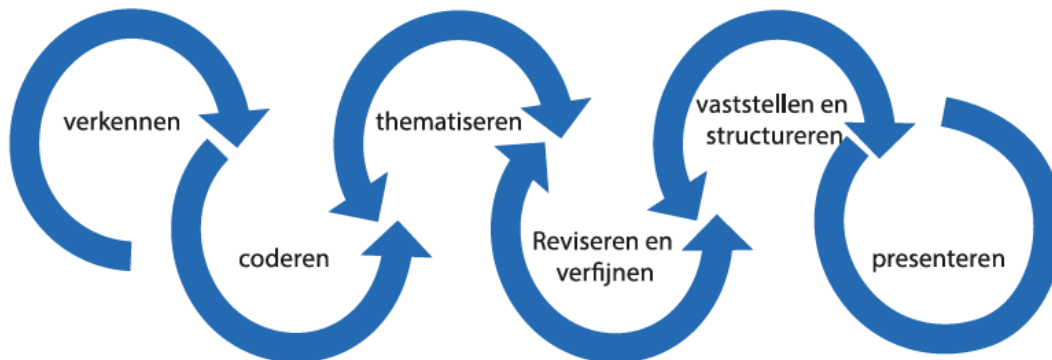 verkennen
coderen
thematiseren
Reviseren en
verfijnen
vaststellen en
structureren
presenteren